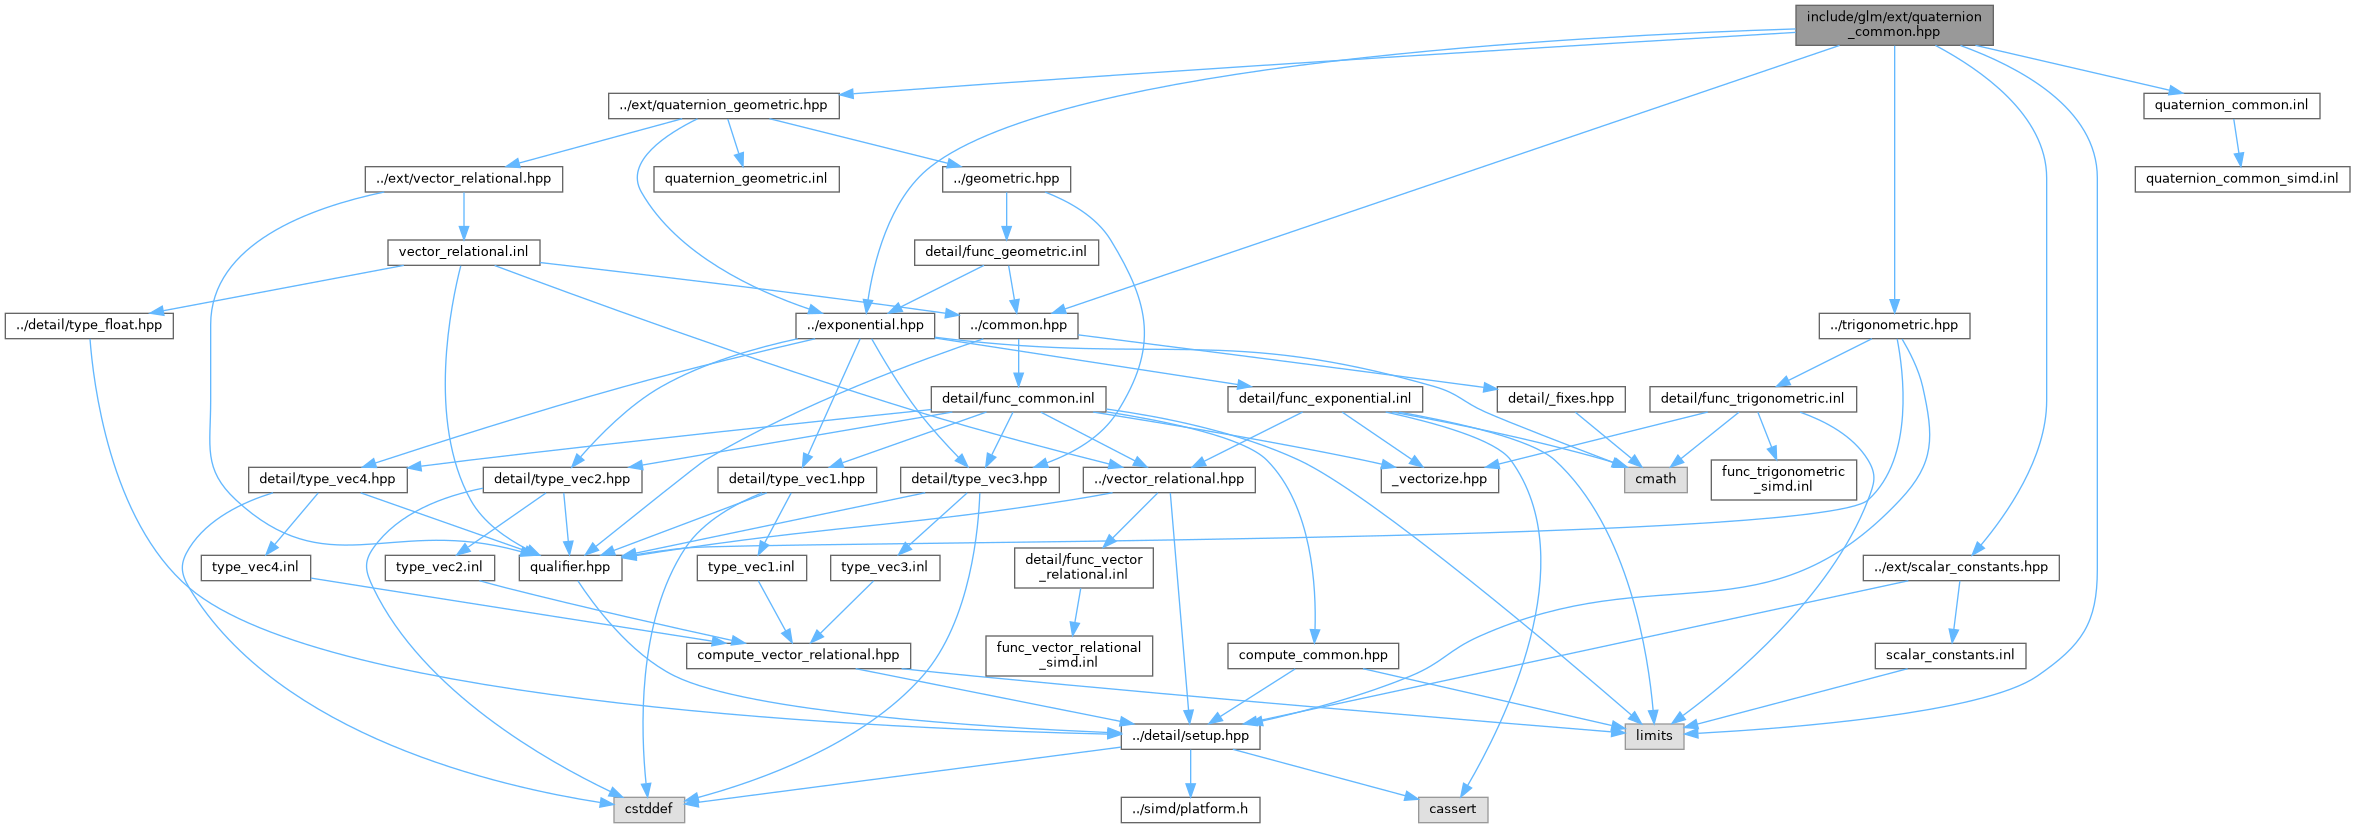 include/glm/ext/quaternion
_common.hpp
../ext/quaternion_geometric.hpp
quaternion_common.inl
../ext/vector_relational.hpp
quaternion_geometric.inl
../geometric.hpp
quaternion_common_simd.inl
vector_relational.inl
detail/func_geometric.inl
../detail/type_float.hpp
../exponential.hpp
../common.hpp
../trigonometric.hpp
detail/func_common.inl
detail/func_exponential.inl
detail/_fixes.hpp
detail/func_trigonometric.inl
detail/type_vec4.hpp
detail/type_vec2.hpp
detail/type_vec1.hpp
detail/type_vec3.hpp
../vector_relational.hpp
_vectorize.hpp
cmath
func_trigonometric
_simd.inl
type_vec4.inl
type_vec2.inl
qualifier.hpp
type_vec1.inl
type_vec3.inl
detail/func_vector
_relational.inl
../ext/scalar_constants.hpp
compute_vector_relational.hpp
func_vector_relational
_simd.inl
compute_common.hpp
scalar_constants.inl
../detail/setup.hpp
limits
cstddef
../simd/platform.h
cassert